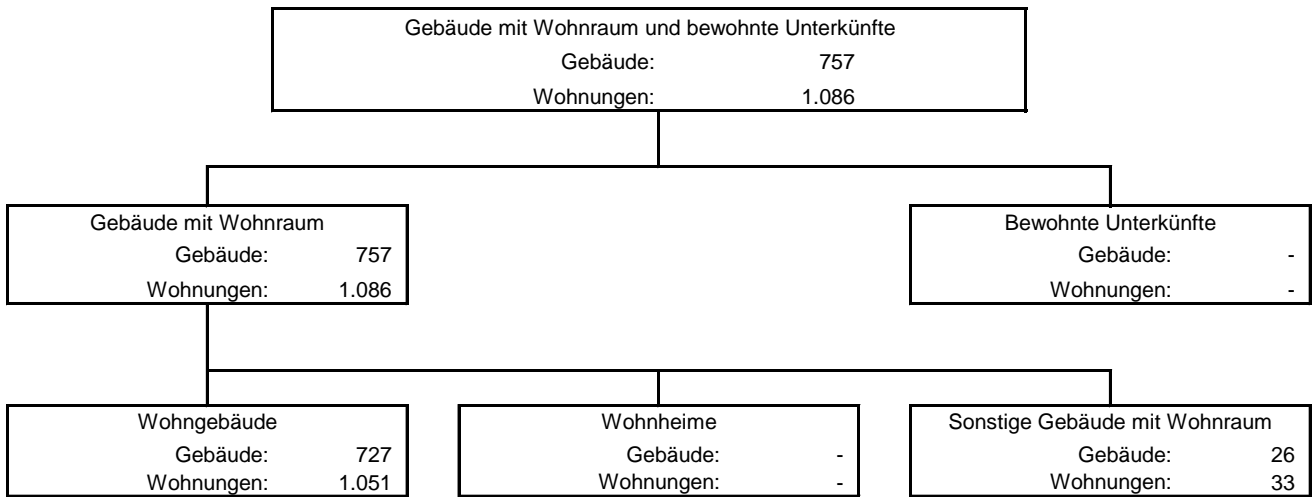 Gebäude mit Wohnraum und bewohnte Unterkünfte
Gebäude: 757
Wohnungen: 1.086
Gebäude mit Wohnraum
Gebäude: 757
Wohnungen: 1.086
Bewohnte Unterkünfte
Gebäude: -
Wohnungen: -
Wohngebäude
Gebäude: 727
Wohnungen: 1.051
Wohnheime
Gebäude: -
Wohnungen: -
Sonstige Gebäude mit Wohnraum
Gebäude: 26
Wohnungen: 33